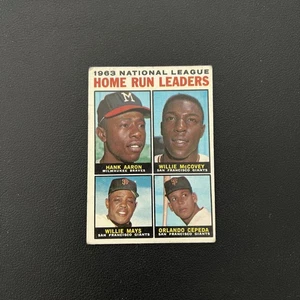 1963 NATIONAL LEAGUE
HOME RUN LEADERS
M
HANK AARON
MILWAUKEE BRAVES
WILLIE McCOVEY
SAN FRANCISCO GIANTS
WILLIE MAYS
SAN FRANCISCO GIANTS
ORLANDO CEPEDA
SAN FRANCISCO GIANTS